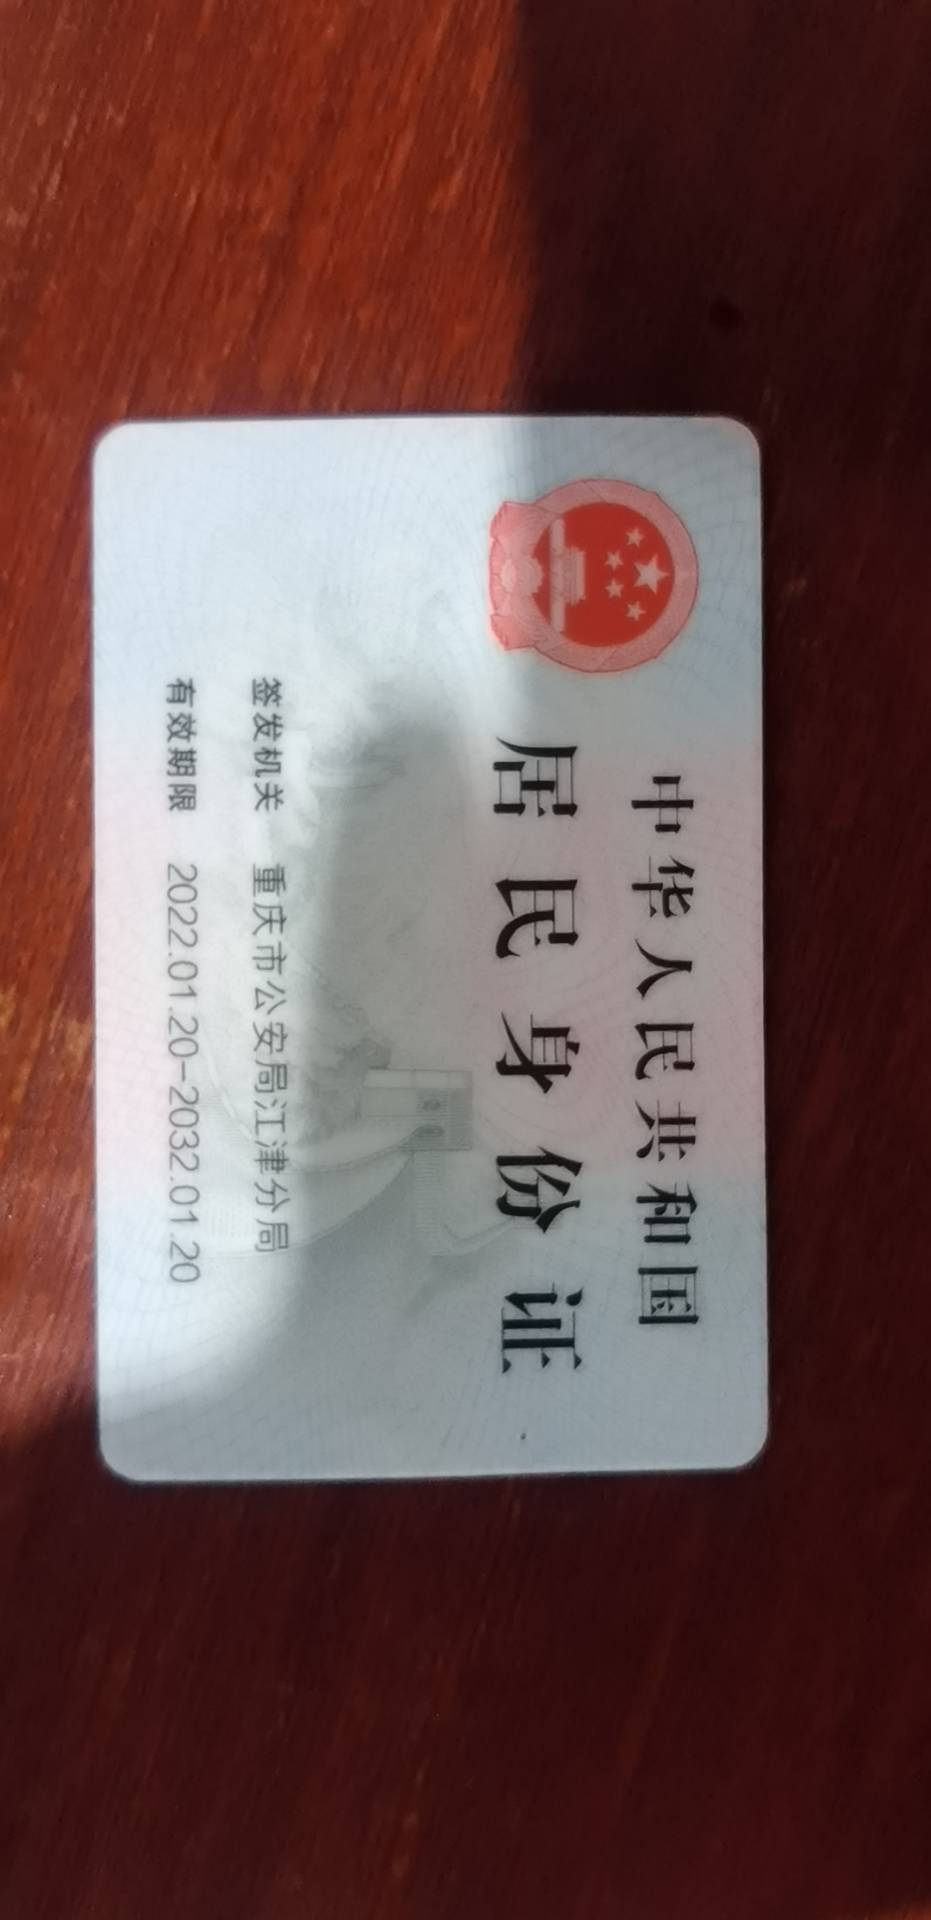 中华人民共和国
居民身份证
签发机关 重庆市公安局江津分局
有效期限 2022.01.20-2032.01.20